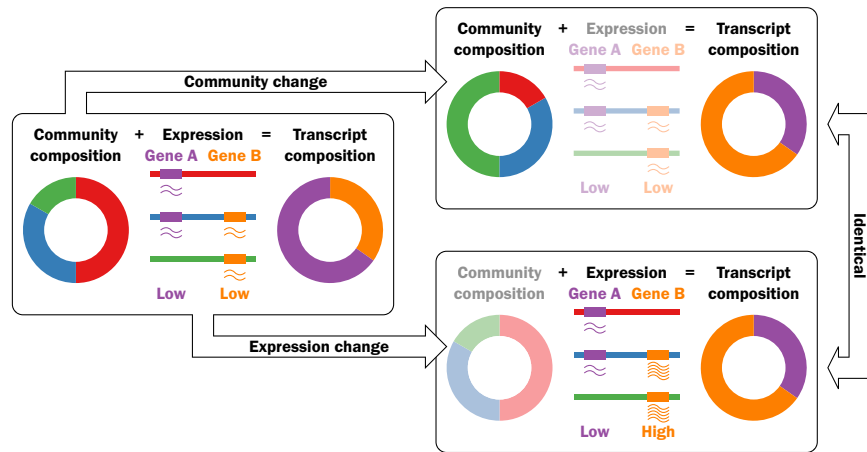 Community + Expression = Transcript
composition Gene A Gene B composition
Low Low
Community change
Community + Expression = Transcript
composition Gene A Gene B composition
Low Low
Expression change
Community + Expression = Transcript
composition Gene A Gene B composition
Low High
Identical